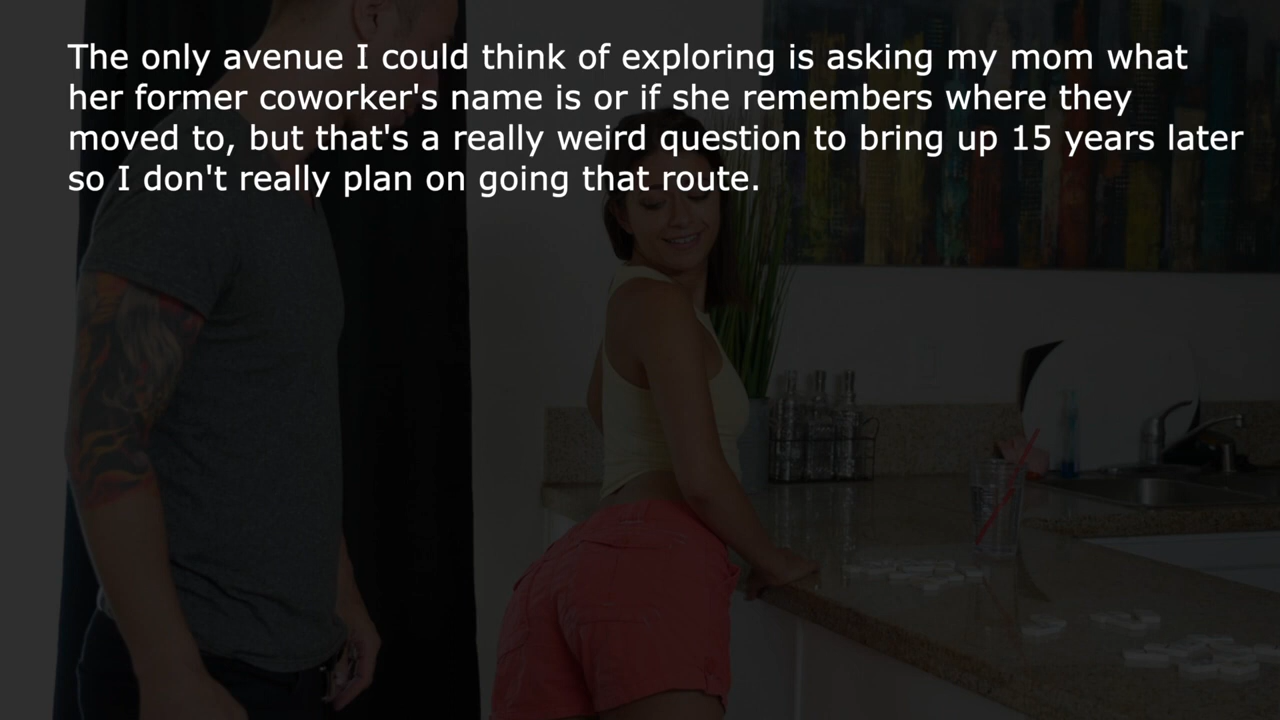 The only avenue I could think of exploring is asking my mom what
her former coworker's name is or if she remembers where they
moved to, but that's a really weird question to bring up 15 years later
so I don't really plan on going that route.